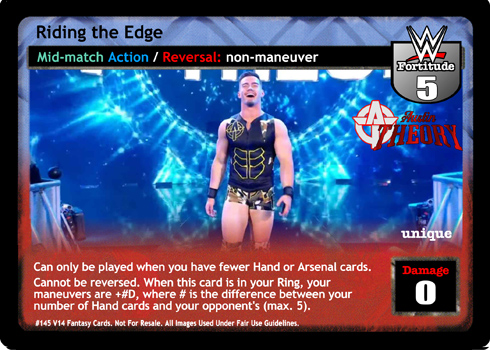 Riding the Edge
Mid-match Action / Reversal: non-maneuver
W
Fortitude
5
A
Austin
THEORY
unique
Can only be played when you have fewer Hand or Arsenal cards.
Cannot be reversed. When this card is in your Ring, your
maneuvers are +#D, where # is the difference between your
number of Hand cards and your opponent's (max. 5).
Damage
0
#145 V14 Fantasy Cards. Not For Resale. All Images Used Under Fair Use Guidelines.